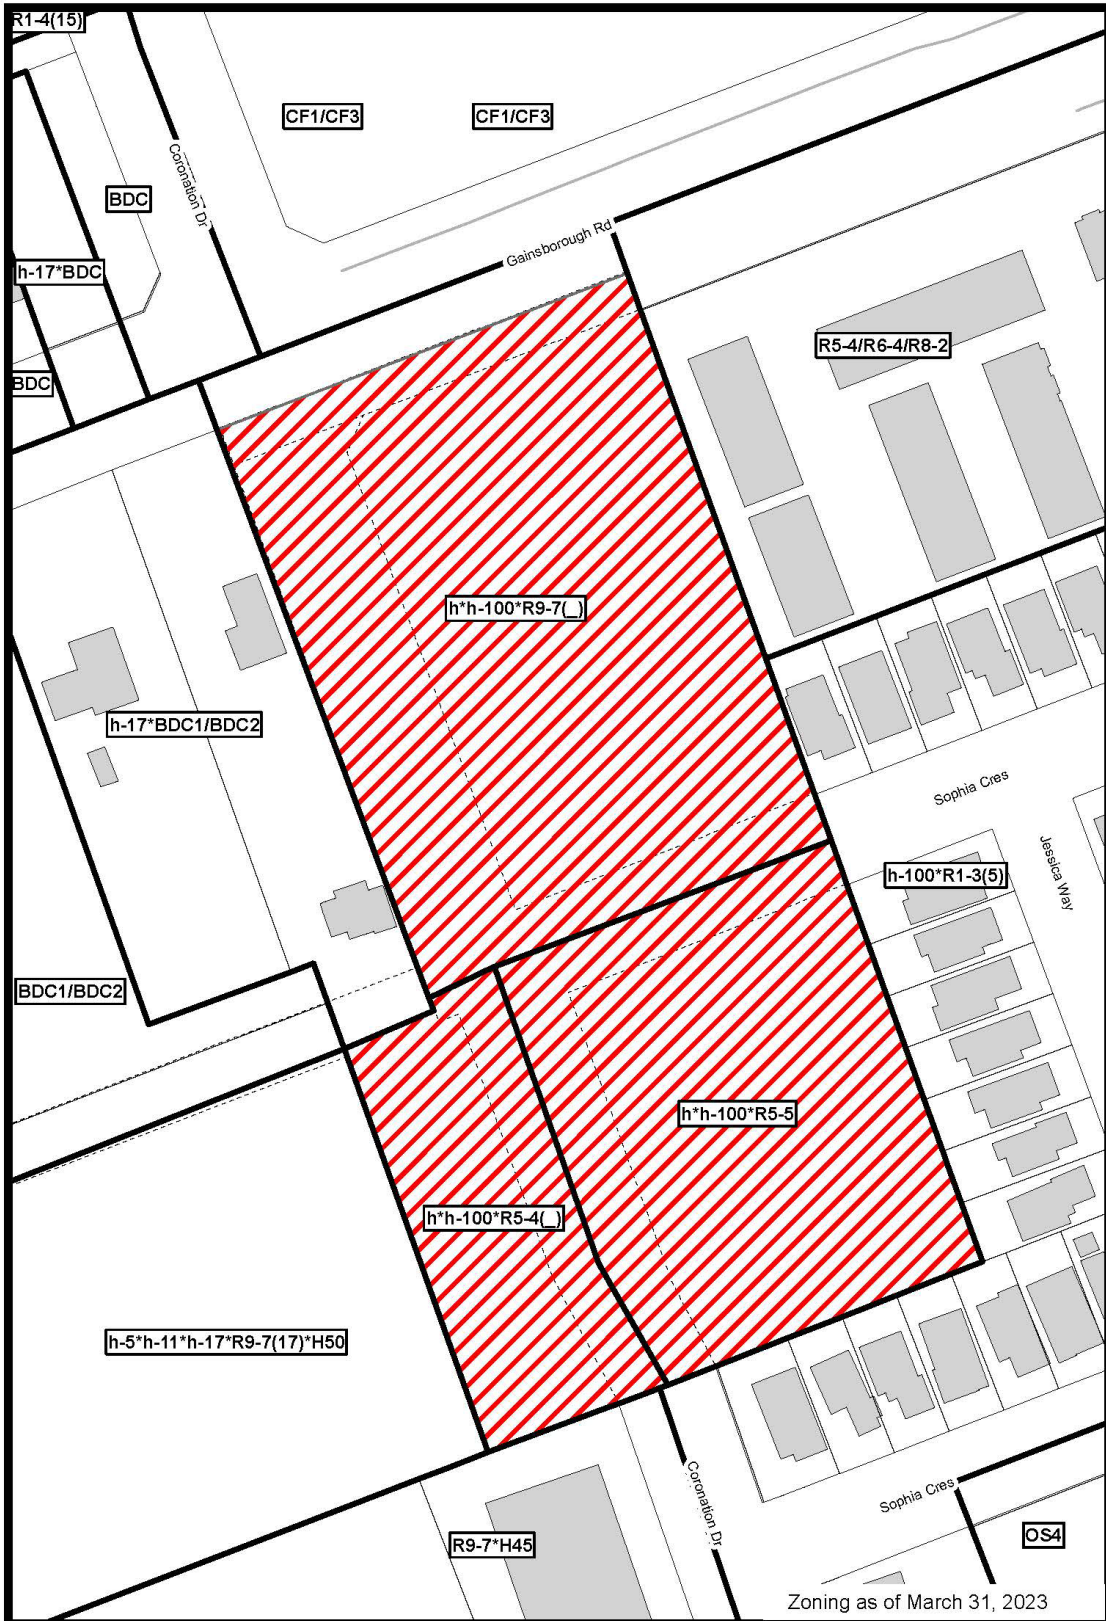 R1-4(15)
CF1/CF3
CF1/CF3
Coronation Dr
BDC
Gainsborough Rd
h-17*BDC
R5-4/R6-4/R8-2
BDC
h*h-100*R9-7(_)
h-17*BDC1/BDC2
Sophia Cres
Jessica Way
h-100*R1-3(5)
BDC1/BDC2
h*h-100*R5-5
h*h-100*R5-4(_)
h-5*h-11*h-17*R9-7(17)*H50
Coronation Dr
Sophia Cres
R9-7*H45
OS4
Zoning as of March 31, 2023